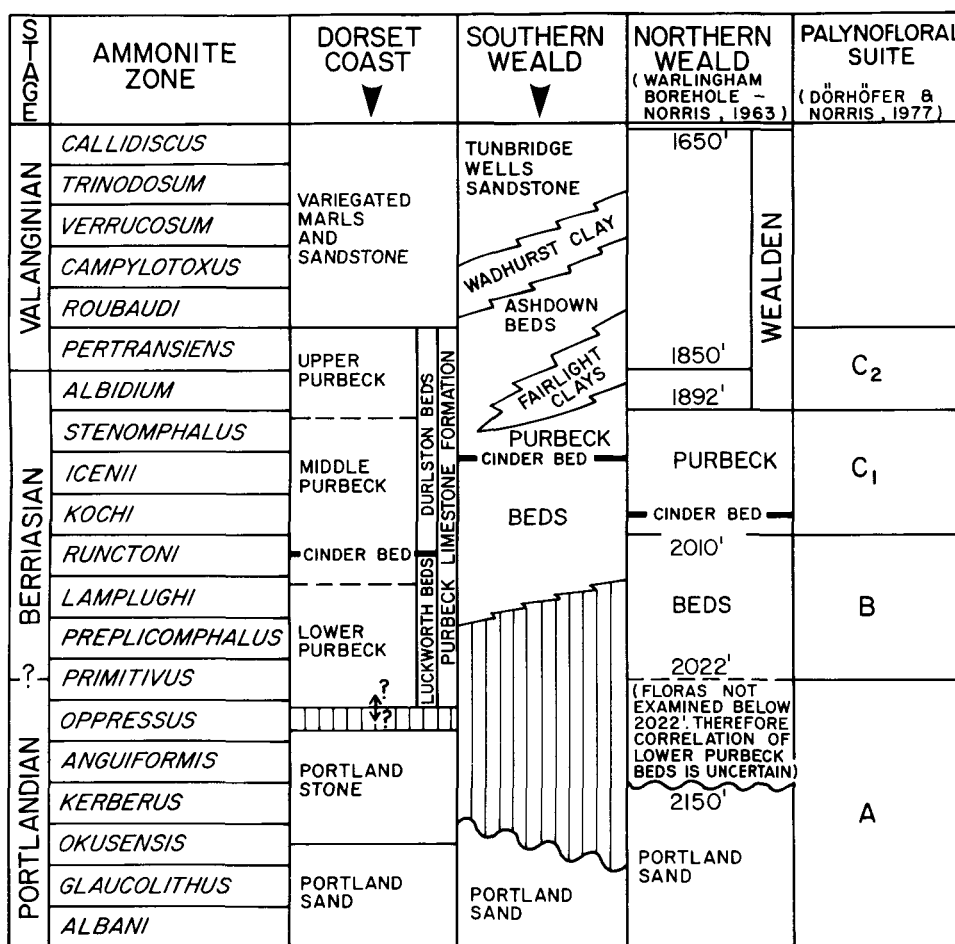 STAGE
AMMONITE
ZONE
DORSET
COAST
SOUTHERN
WEALD
NORTHERN
WEALD
(WARLINGHAM
BOREHOLE –
NORRIS, 1963)
PALYNOFLORAL
SUITE
(DÖRHÖFER &
NORRIS, 1977)
VALANGINIAN
BERRIASIAN
?
PORTLANDIAN
CALLIDISCUS
TRINODOSUM
VERRUCOSUM
CAMPYLOTOXUS
ROUBAUDI
PERTRANSIENS
ALBIDIUM
STENOMPHALUS
ICENII
KOCHI
RUNCTONI
LAMPLUGHI
PREPLICOMPHALUS
PRIMITIVUS
OPPRESSUS
ANGUIFORMIS
KERBERUS
OKUSENSIS
GLAUCOLITHUS
ALBANI
VARIEGATED
MARLS
AND
SANDSTONE
UPPER
PURBECK
MIDDLE
PURBECK
CINDER BED
LOWER
PURBECK
?
?
PORTLAND
STONE
PORTLAND
SAND
DURLSTON BEDS
LUCKWORTH BEDS
PURBECK LIMESTONE FORMATION
TUNBRIDGE
WELLS
SANDSTONE
WADHURST CLAY
ASHDOWN
BEDS
FAIRLIGHT
CLAYS
PURBECK
CINDER BED
BEDS
PORTLAND
SAND
1650'
WEALDEN
1850'
1892'
PURBECK
CINDER BED
2010'
BEDS
2022'
(FLORAS NOT
EXAMINED BELOW
2022'. THEREFORE
CORRELATION OF
LOWER PURBECK
BEDS IS UNCERTAIN)
2150'
PORTLAND
SAND
C2
C1
B
A